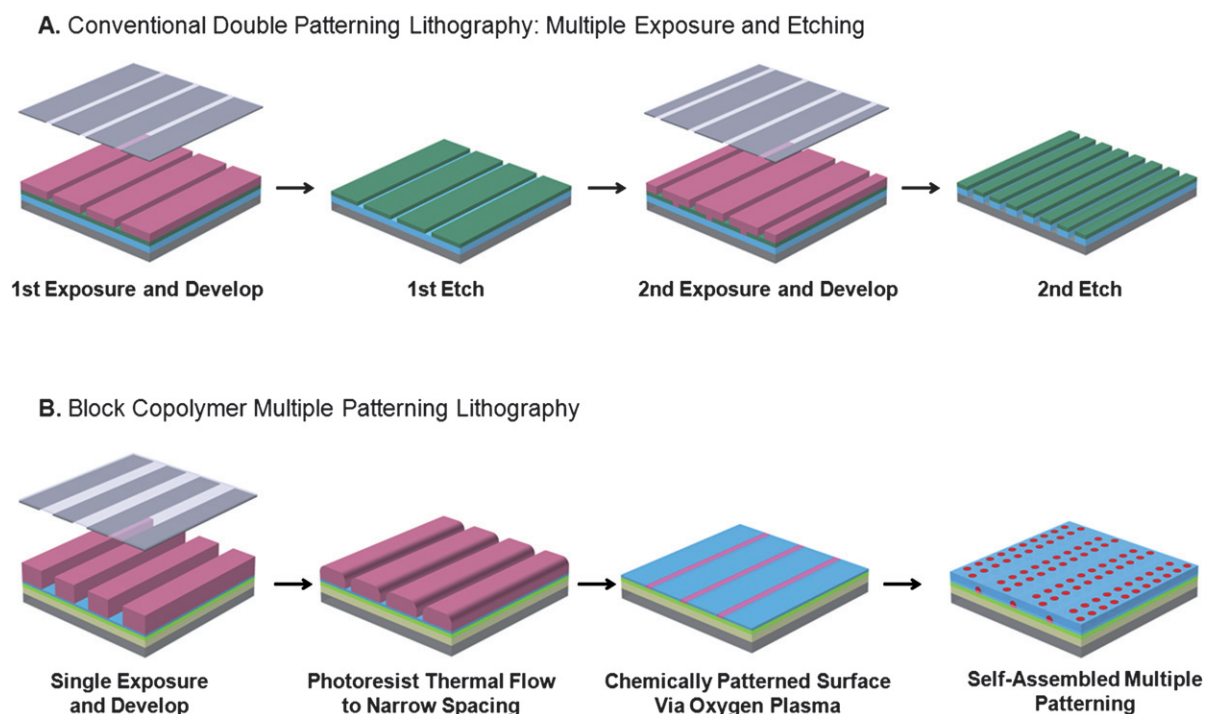 A. Conventional Double Patterning Lithography: Multiple Exposure and Etching
1st Exposure and Develop
1st Etch
2nd Exposure and Develop
2nd Etch
B. Block Copolymer Multiple Patterning Lithography
Single Exposure
and Develop
Photoresist Thermal Flow
to Narrow Spacing
Chemically Patterned Surface
Via Oxygen Plasma
Self-Assembled Multiple
Patterning